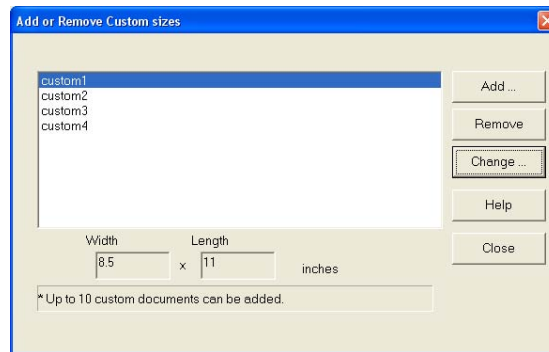 Add or Remove Custom sizes
custom1
custom2
custom3
custom4
Add ...
Remove
Change ...
Help
Close
Width Length
8.5 x 11 inches
* Up to 10 custom documents can be added.